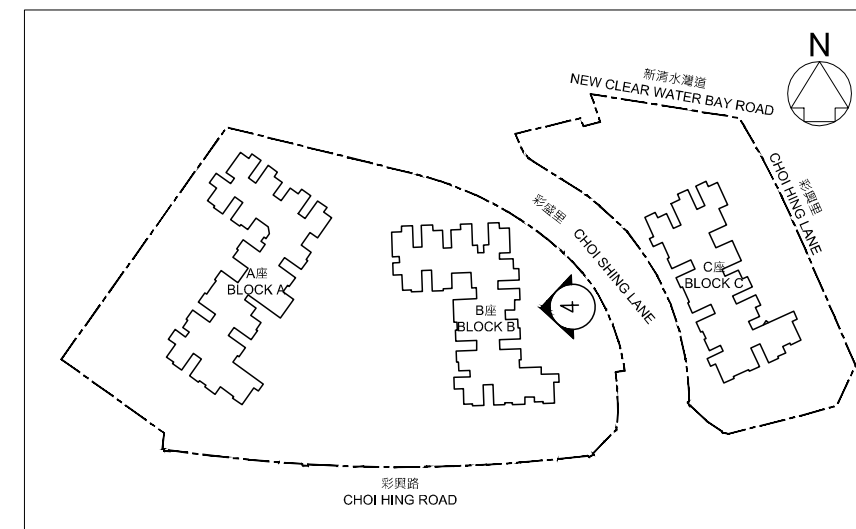 N
新清水灣道
NEW CLEAR WATER BAY ROAD
彩興里
CHOI HING LANE
彩盛里
CHOI SHING LANE
A座
BLOCK A
B座
BLOCK B
C座
BLOCK C
4
彩興路
CHOI HING ROAD